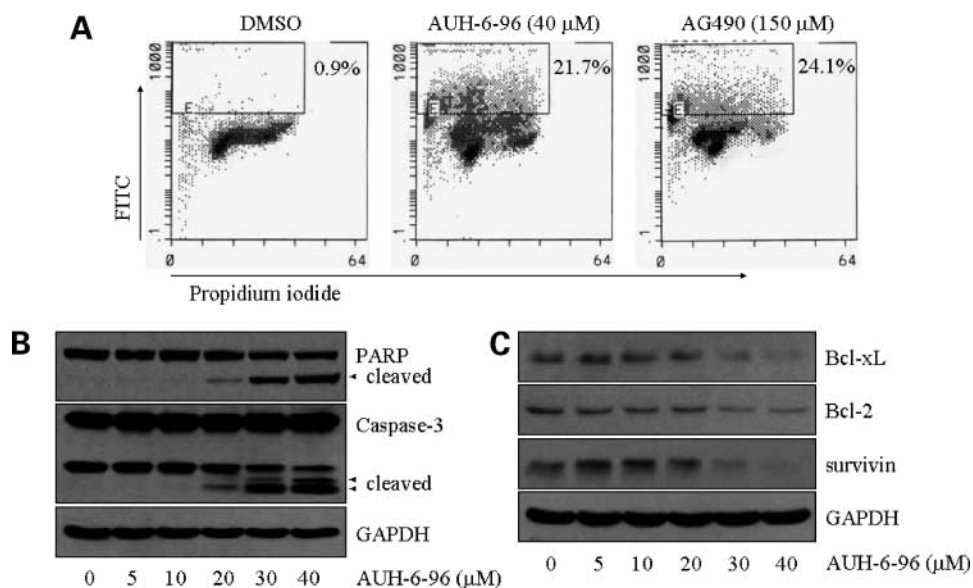 A
DMSO
AUH-6-96 (40 µM)
AG490 (150 µM)
1000
0.9%
E
.1
0
64
1000
21.7%
E
.1
0
64
1000
24.1%
E
.1
0
64
FITC
Propidium iodide
B
PARP
cleaved
Caspase-3
cleaved
GAPDH
0 5 10 20 30 40 AUH-6-96 (µM)
C
Bcl-xL
Bcl-2
survivin
GAPDH
0 5 10 20 30 40
AUH-6-96 (µM)